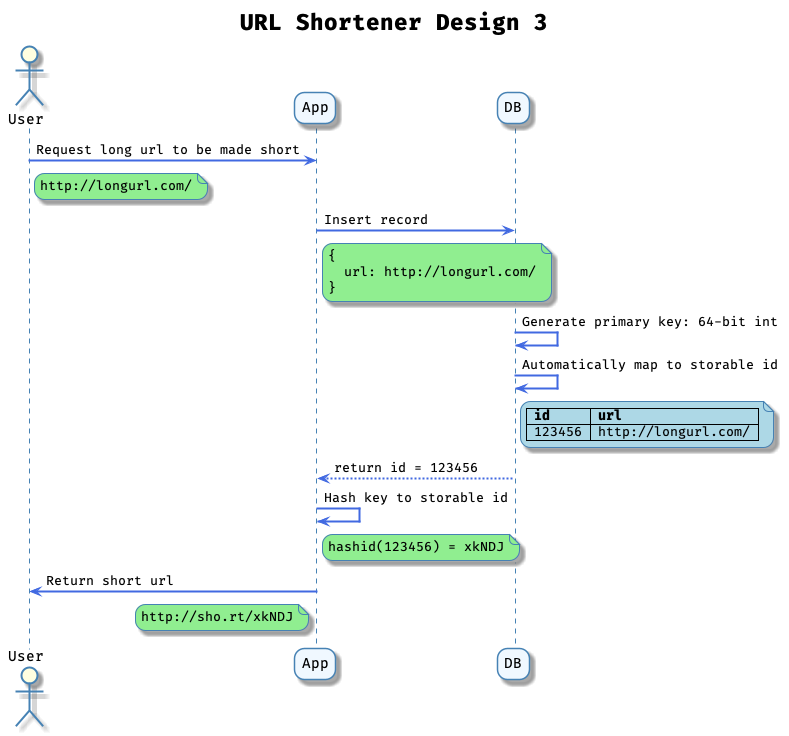 URL Shortener Design 3
User
App
DB
Request long url to be made short
http://longurl.com/
Insert record
{
  url: http://longurl.com/
}
Generate primary key: 64-bit int
Automatically map to storable id
id url
123456 http://longurl.com/
return id = 123456
Hash key to storable id
hashid(123456) = xkNDJ
Return short url
http://sho.rt/xkNDJ
User
App
DB